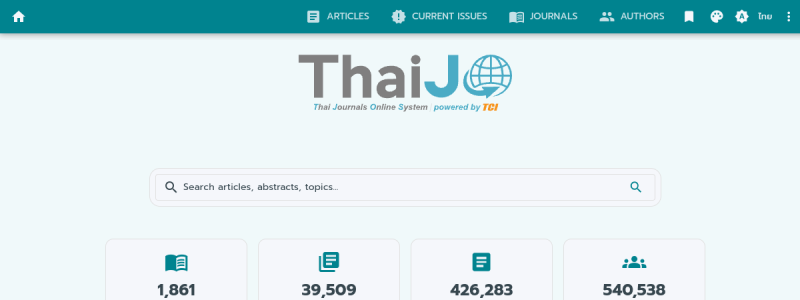 ARTICLES CURRENT ISSUES JOURNALS AUTHORS ไทย
ThaiJO
Thai Journals Online System | powered by TCI
Search articles, abstracts, topics...
1,861 39,509 426,283 540,538